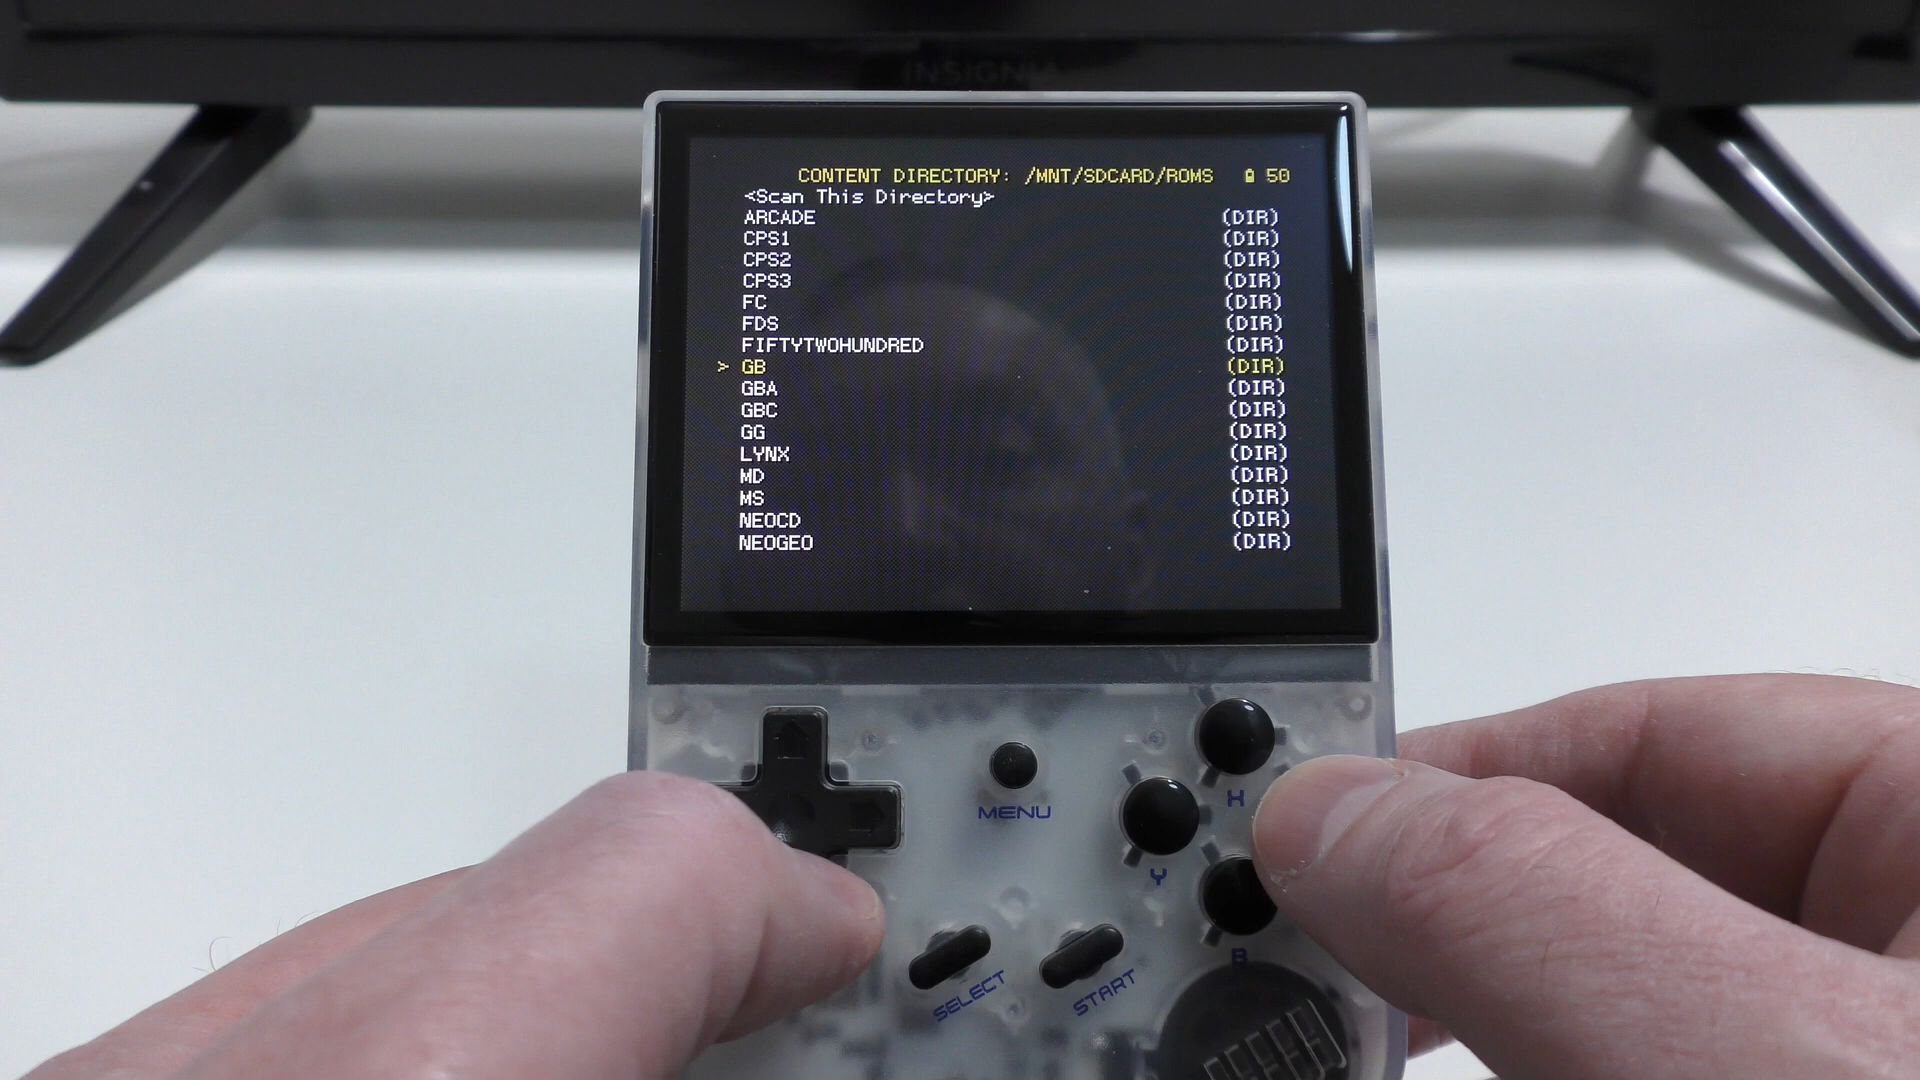 INSIGNIA
CONTENT DIRECTORY: /MNT/SDCARD/ROMS 50
<Scan This Directory>
ARCADE (DIR)
CPS1 (DIR)
CPS2 (DIR)
CPS3 (DIR)
FC (DIR)
FDS (DIR)
FIFTYTWOHUNDRED (DIR)
> GB (DIR)
GBA (DIR)
GBC (DIR)
GG (DIR)
LYNX (DIR)
MD (DIR)
MS (DIR)
NEOCD (DIR)
NEOGEO (DIR)
X
MENU
Y
B
SELECT
START